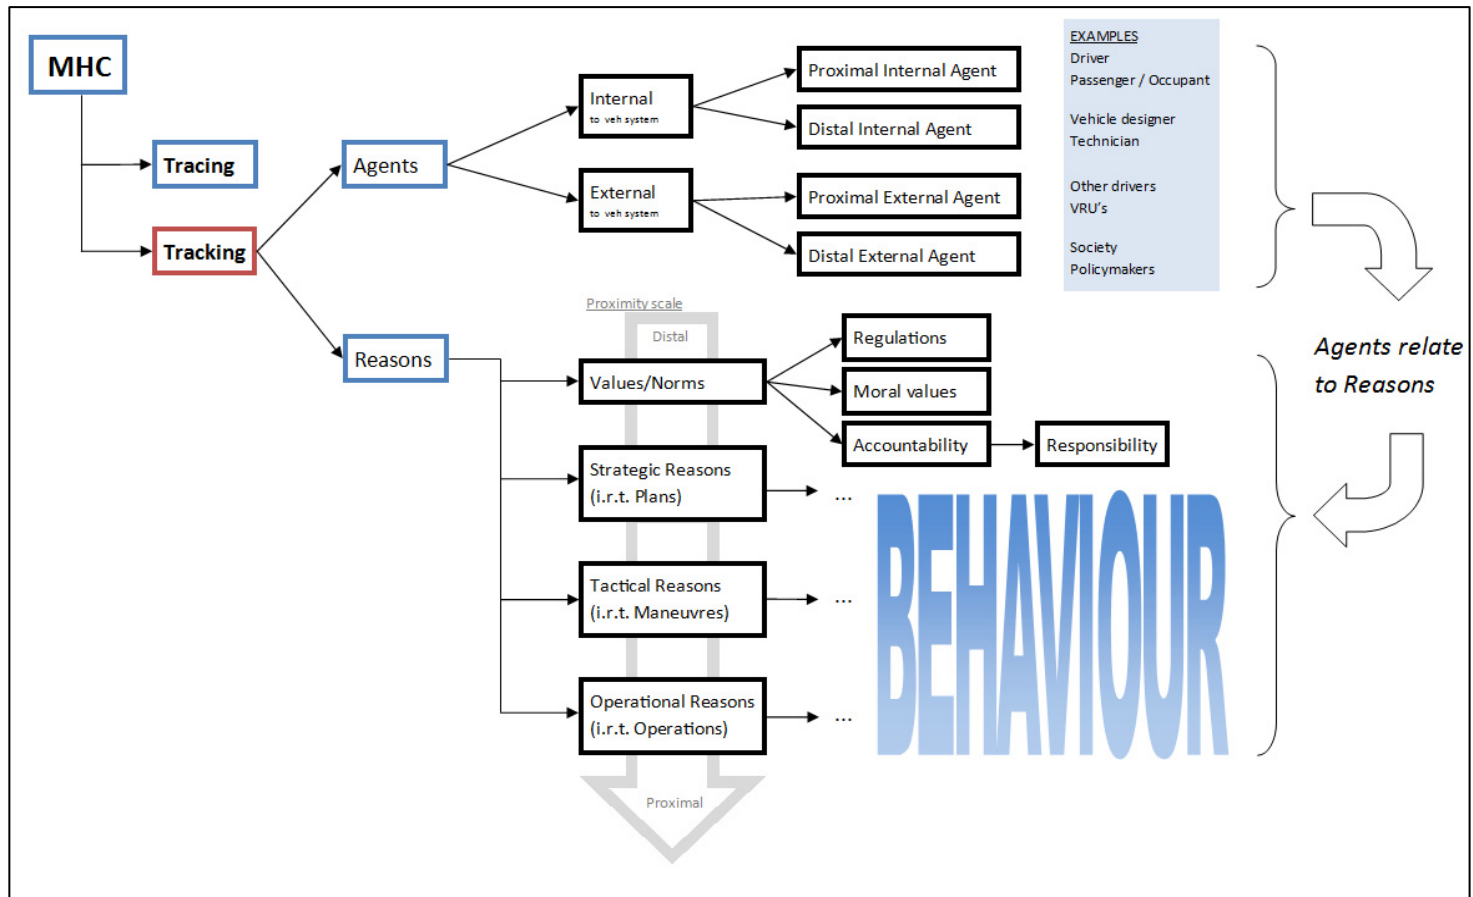 MHC
Tracing
Tracking
Agents
Reasons
Internal
to veh system
External
to veh system
Proximal Internal Agent
Distal Internal Agent
Proximal External Agent
Distal External Agent
EXAMPLES
Driver
Passenger / Occupant
Vehicle designer
Technician
Other drivers
VRU's
Society
Policymakers
Agents relate
to Reasons
Proximity scale
Distal
Values/Norms
Regulations
Moral values
Accountability
Responsibility
Strategic Reasons
(i.r.t. Plans)
...
Tactical Reasons
(i.r.t. Maneuvres)
...
Operational Reasons
(i.r.t. Operations)
...
Proximal
BEHAVIOUR